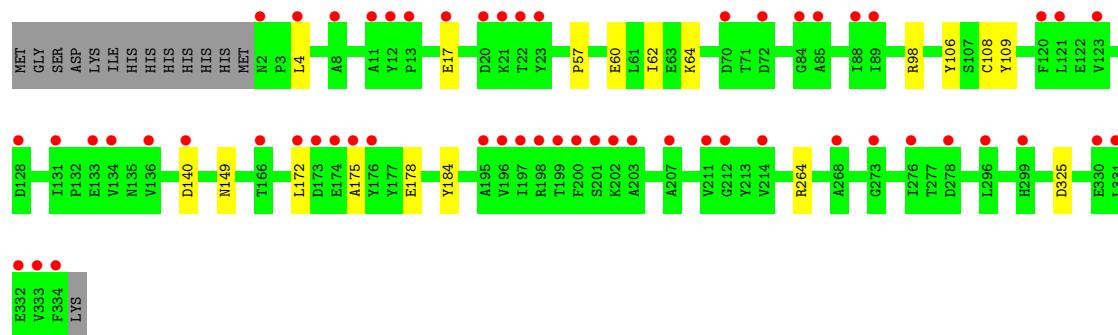 MET GLY SER ASP LYS ILE HIS HIS HIS HIS HIS HIS MET N2 P3 L4 A8 A11 Y12 P13 E17 D20 K21 T22 Y23 P57 E60 L61 I62 E63 K64 D70 T71 D72 G84 A85 I88 I89 R98 Y106 S107 C108 Y109 F120 L121 E122 V123
D128 I131 P132 E133 V134 N135 V136 D140 N149 T166 L172 D173 E174 A175 Y176 Y177 E178 Y184 A195 V196 I197 R198 T199 F200 S201 K202 A203 A207 V211 G212 Y213 V214 R264 A268 G273 I276 T277 D278 L296 H299 D325 E330
E332 V333 F334 LYS